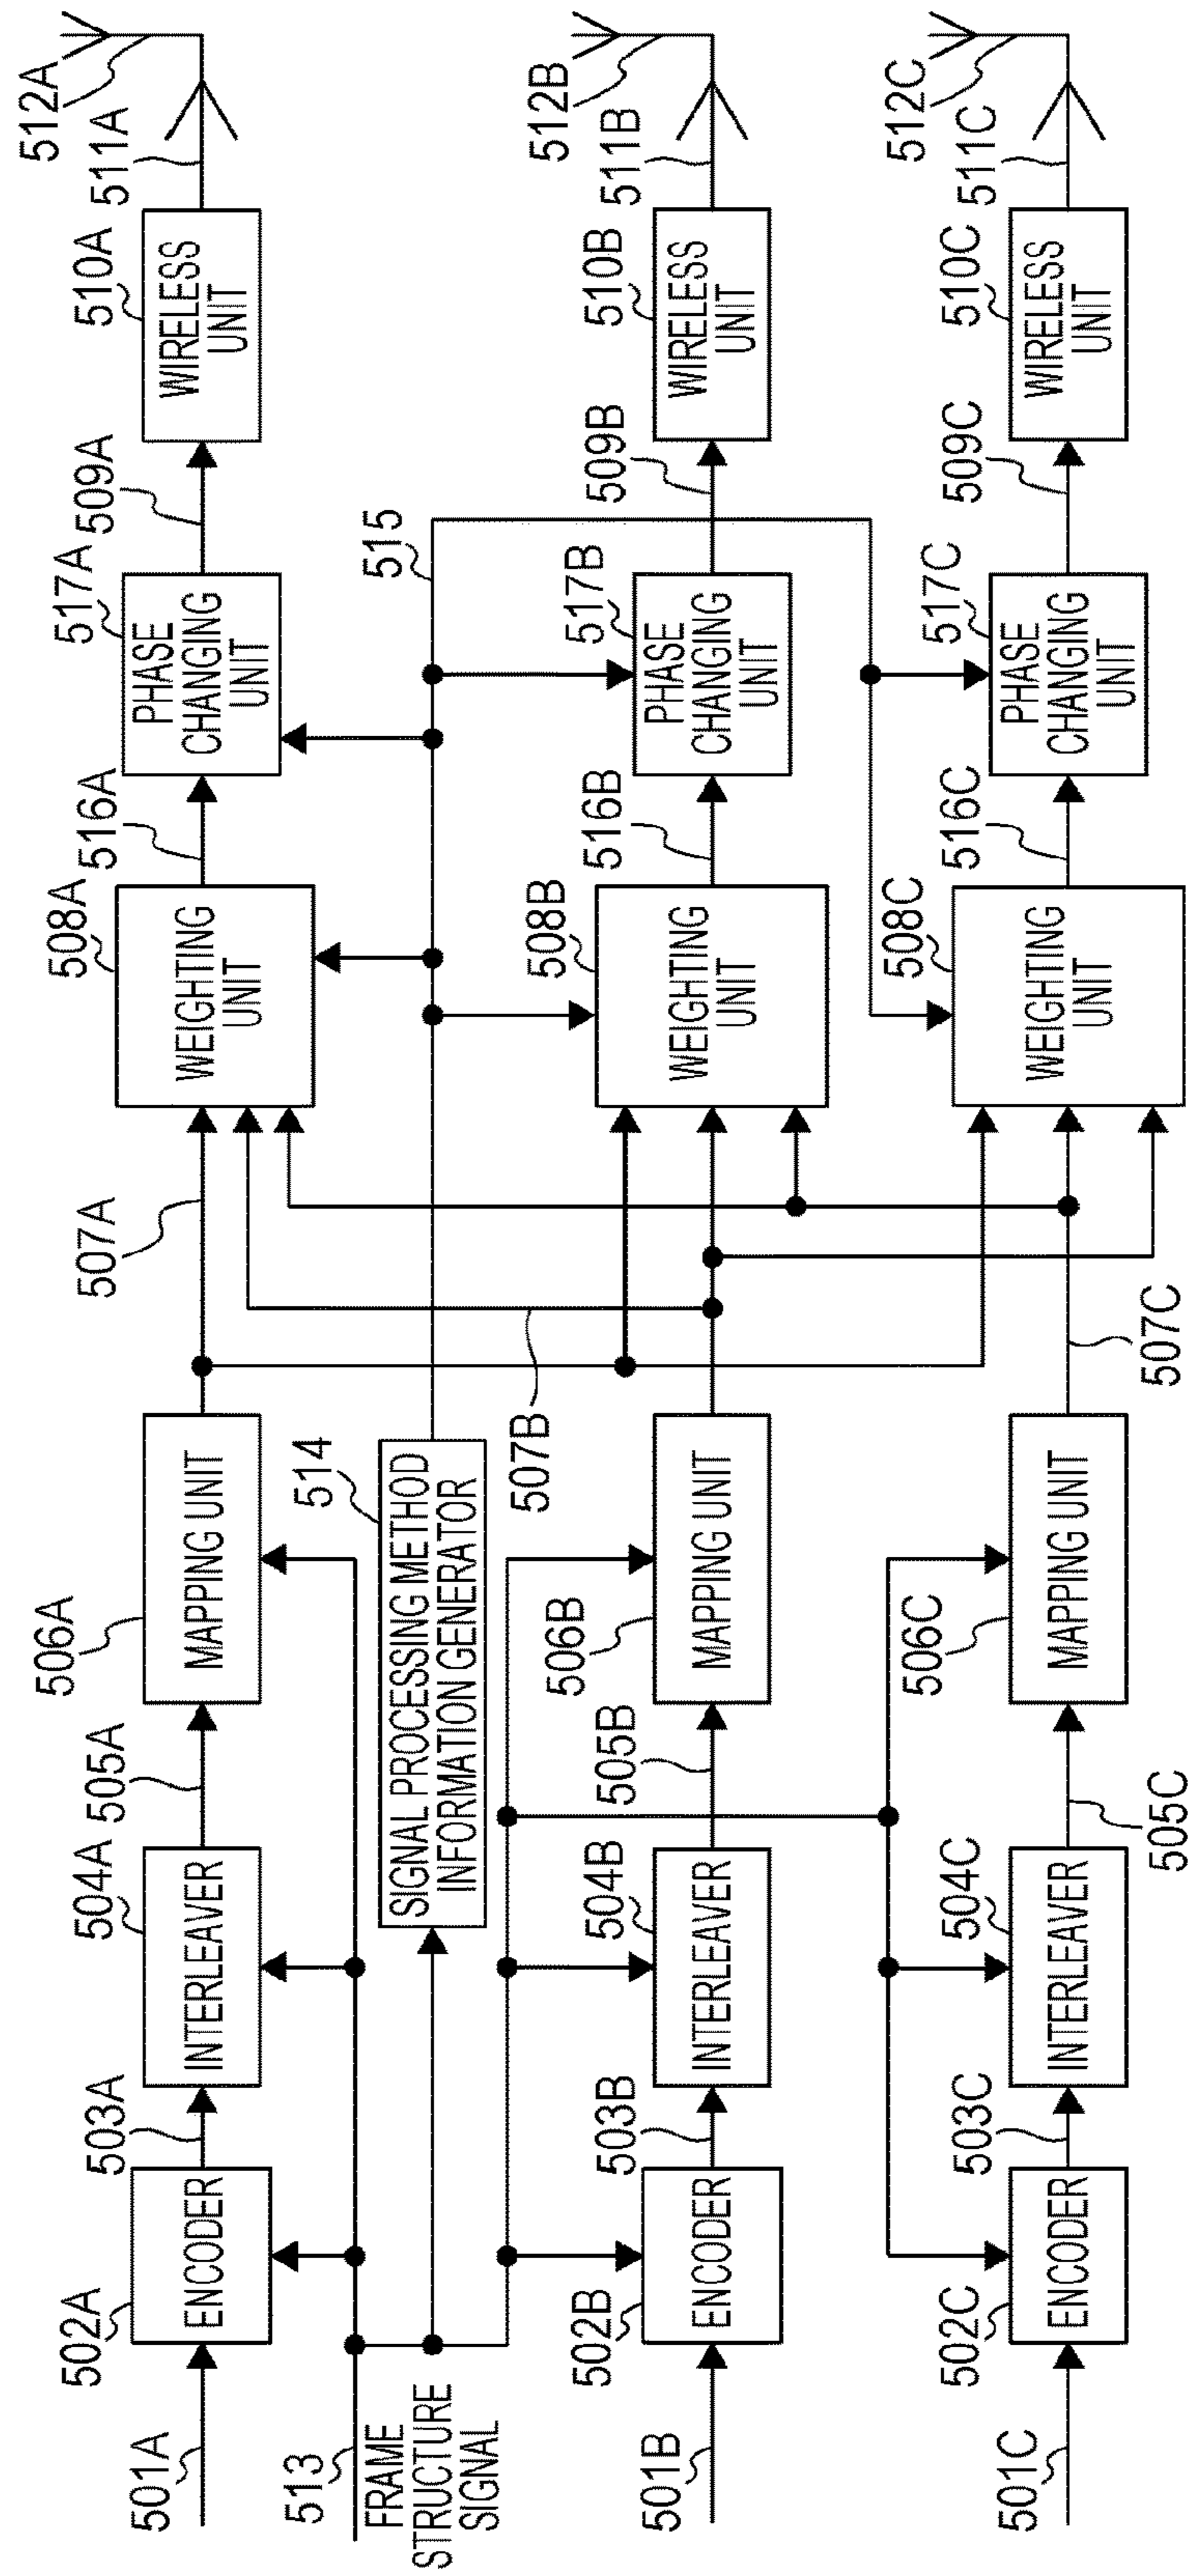 501A
502A
ENCODER
503A
504A
INTERLEAVER
505A
506A
MAPPING UNIT
507A
508A
WEIGHTING
UNIT
516A
517A
PHASE
CHANGING
UNIT
509A
510A
WIRELESS
UNIT
511A
512A
513
FRAME
STRUCTURE
SIGNAL
514
SIGNAL PROCESSING METHOD
INFORMATION GENERATOR
515
501B
502B
ENCODER
503B
504B
INTERLEAVER
505B
506B
MAPPING UNIT
507B
508B
WEIGHTING
UNIT
516B
517B
PHASE
CHANGING
UNIT
509B
510B
WIRELESS
UNIT
511B
512B
501C
502C
ENCODER
503C
504C
INTERLEAVER
505C
506C
MAPPING UNIT
507C
508C
WEIGHTING
UNIT
516C
517C
PHASE
CHANGING
UNIT
509C
510C
WIRELESS
UNIT
511C
512C